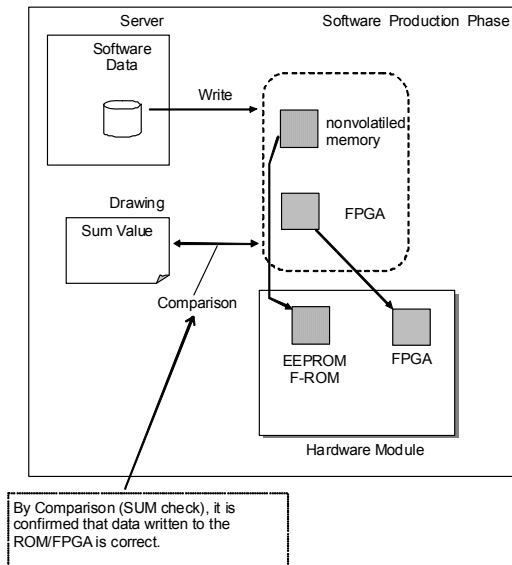 Server
Software Production Phase
Software
Data
Write
nonvolatiled
memory
Drawing
Sum Value
FPGA
Comparison
EEPROM
F-ROM
FPGA
Hardware Module
By Comparison (SUM check), it is
confirmed that data written to the
ROM/FPGA is correct.